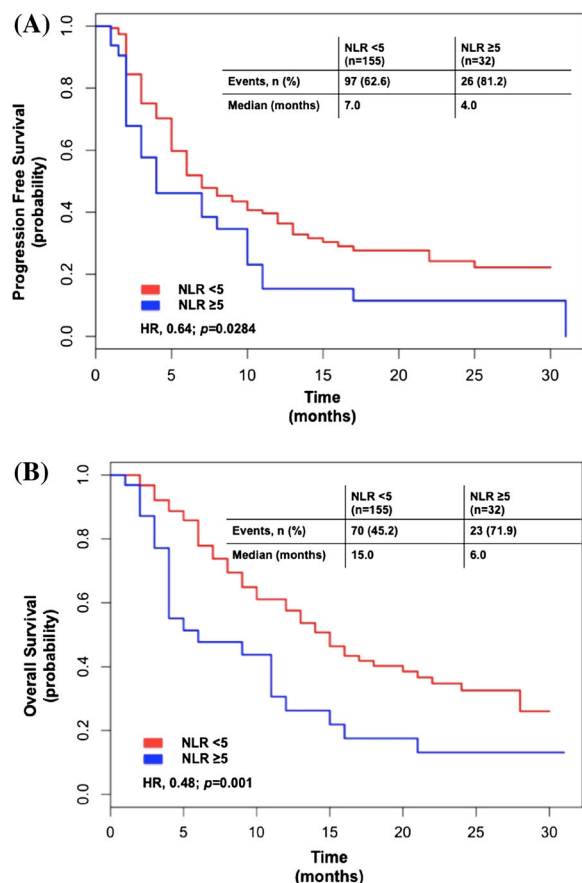 (A)
Progression Free Survival
(probability)
1.0
0.8
0.6
0.4
0.2
0.0
NLR <5
(n=155)
NLR ≥5
(n=32)
Events, n (%) 97 (62.6) 26 (81.2)
Median (months) 7.0 4.0
NLR <5
NLR ≥5
HR, 0.64; p=0.0284
0 5 10 15 20 25 30
Time
(months)
(B)
Overall Survival
(probability)
1.0
0.8
0.6
0.4
0.2
0.0
NLR <5
(n=155)
NLR ≥5
(n=32)
Events, n (%) 70 (45.2) 23 (71.9)
Median (months) 15.0 6.0
NLR <5
NLR ≥5
HR, 0.48; p=0.001
0 5 10 15 20 25 30
Time
(months)